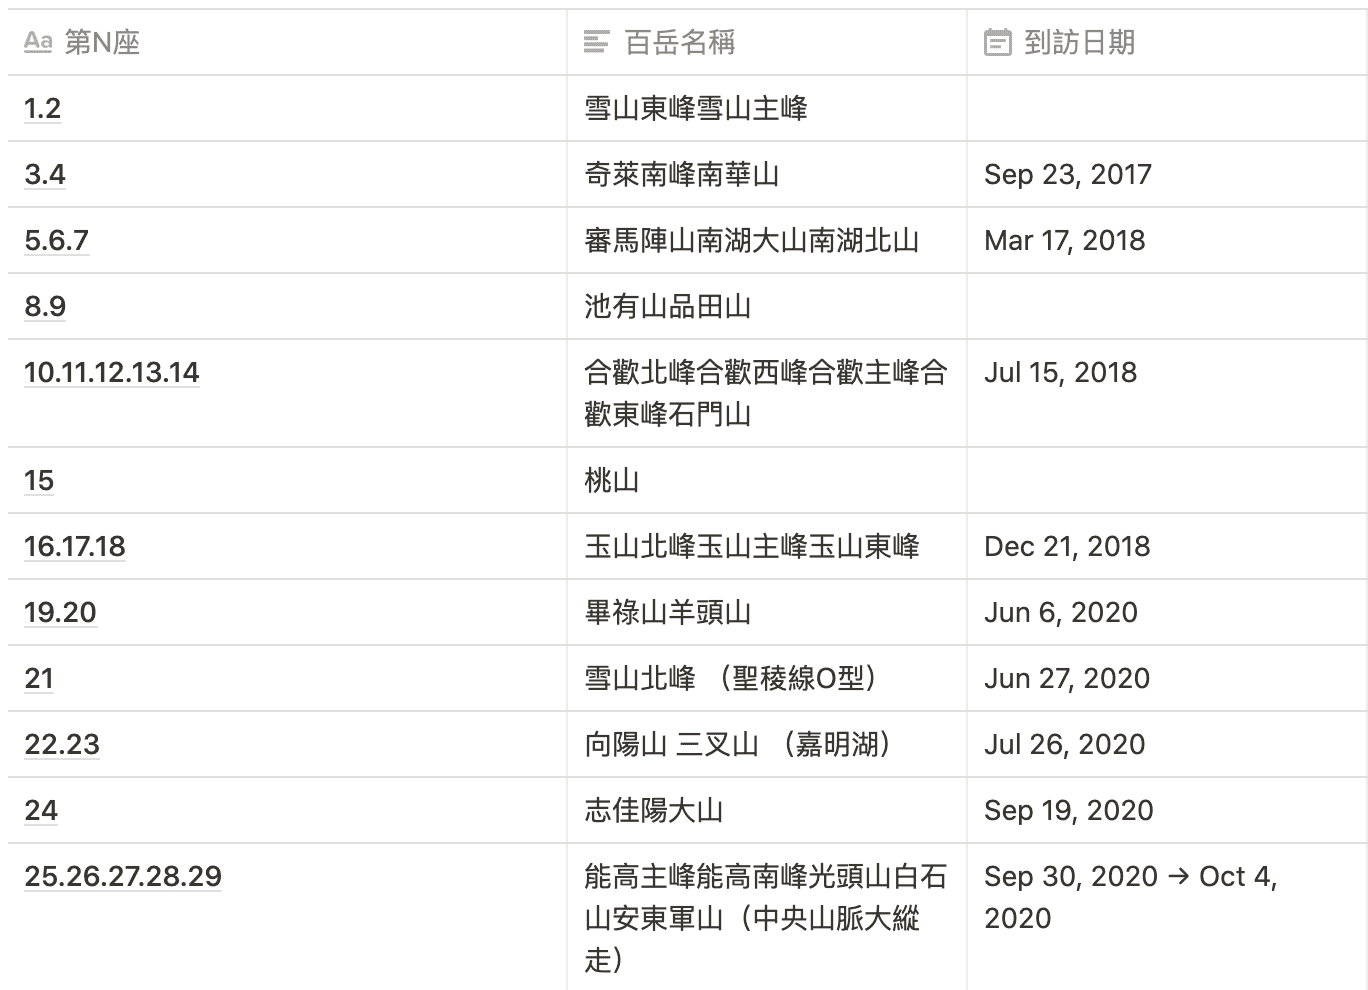 Aa 第N座 百岳名稱 到訪日期
1.2 雪山東峰雪山主峰
3.4 奇萊南峰南華山 Sep 23, 2017
5.6.7 審馬陣山南湖大山南湖北山 Mar 17, 2018
8.9 池有山品田山
10.11.12.13.14 合歡北峰合歡西峰合歡主峰合 Jul 15, 2018
歡東峰石門山
15 桃山
16.17.18 玉山北峰玉山主峰玉山東峰 Dec 21, 2018
19.20 畢祿山羊頭山 Jun 6, 2020
21 雪山北峰 （聖稜線O型） Jun 27, 2020
22.23 向陽山 三叉山 （嘉明湖） Jul 26, 2020
24 志佳陽大山 Sep 19, 2020
25.26.27.28.29 能高主峰能高南峰光頭山白石 Sep 30, 2020 → Oct 4,
山安東軍山（中央山脈大縱 2020
走）